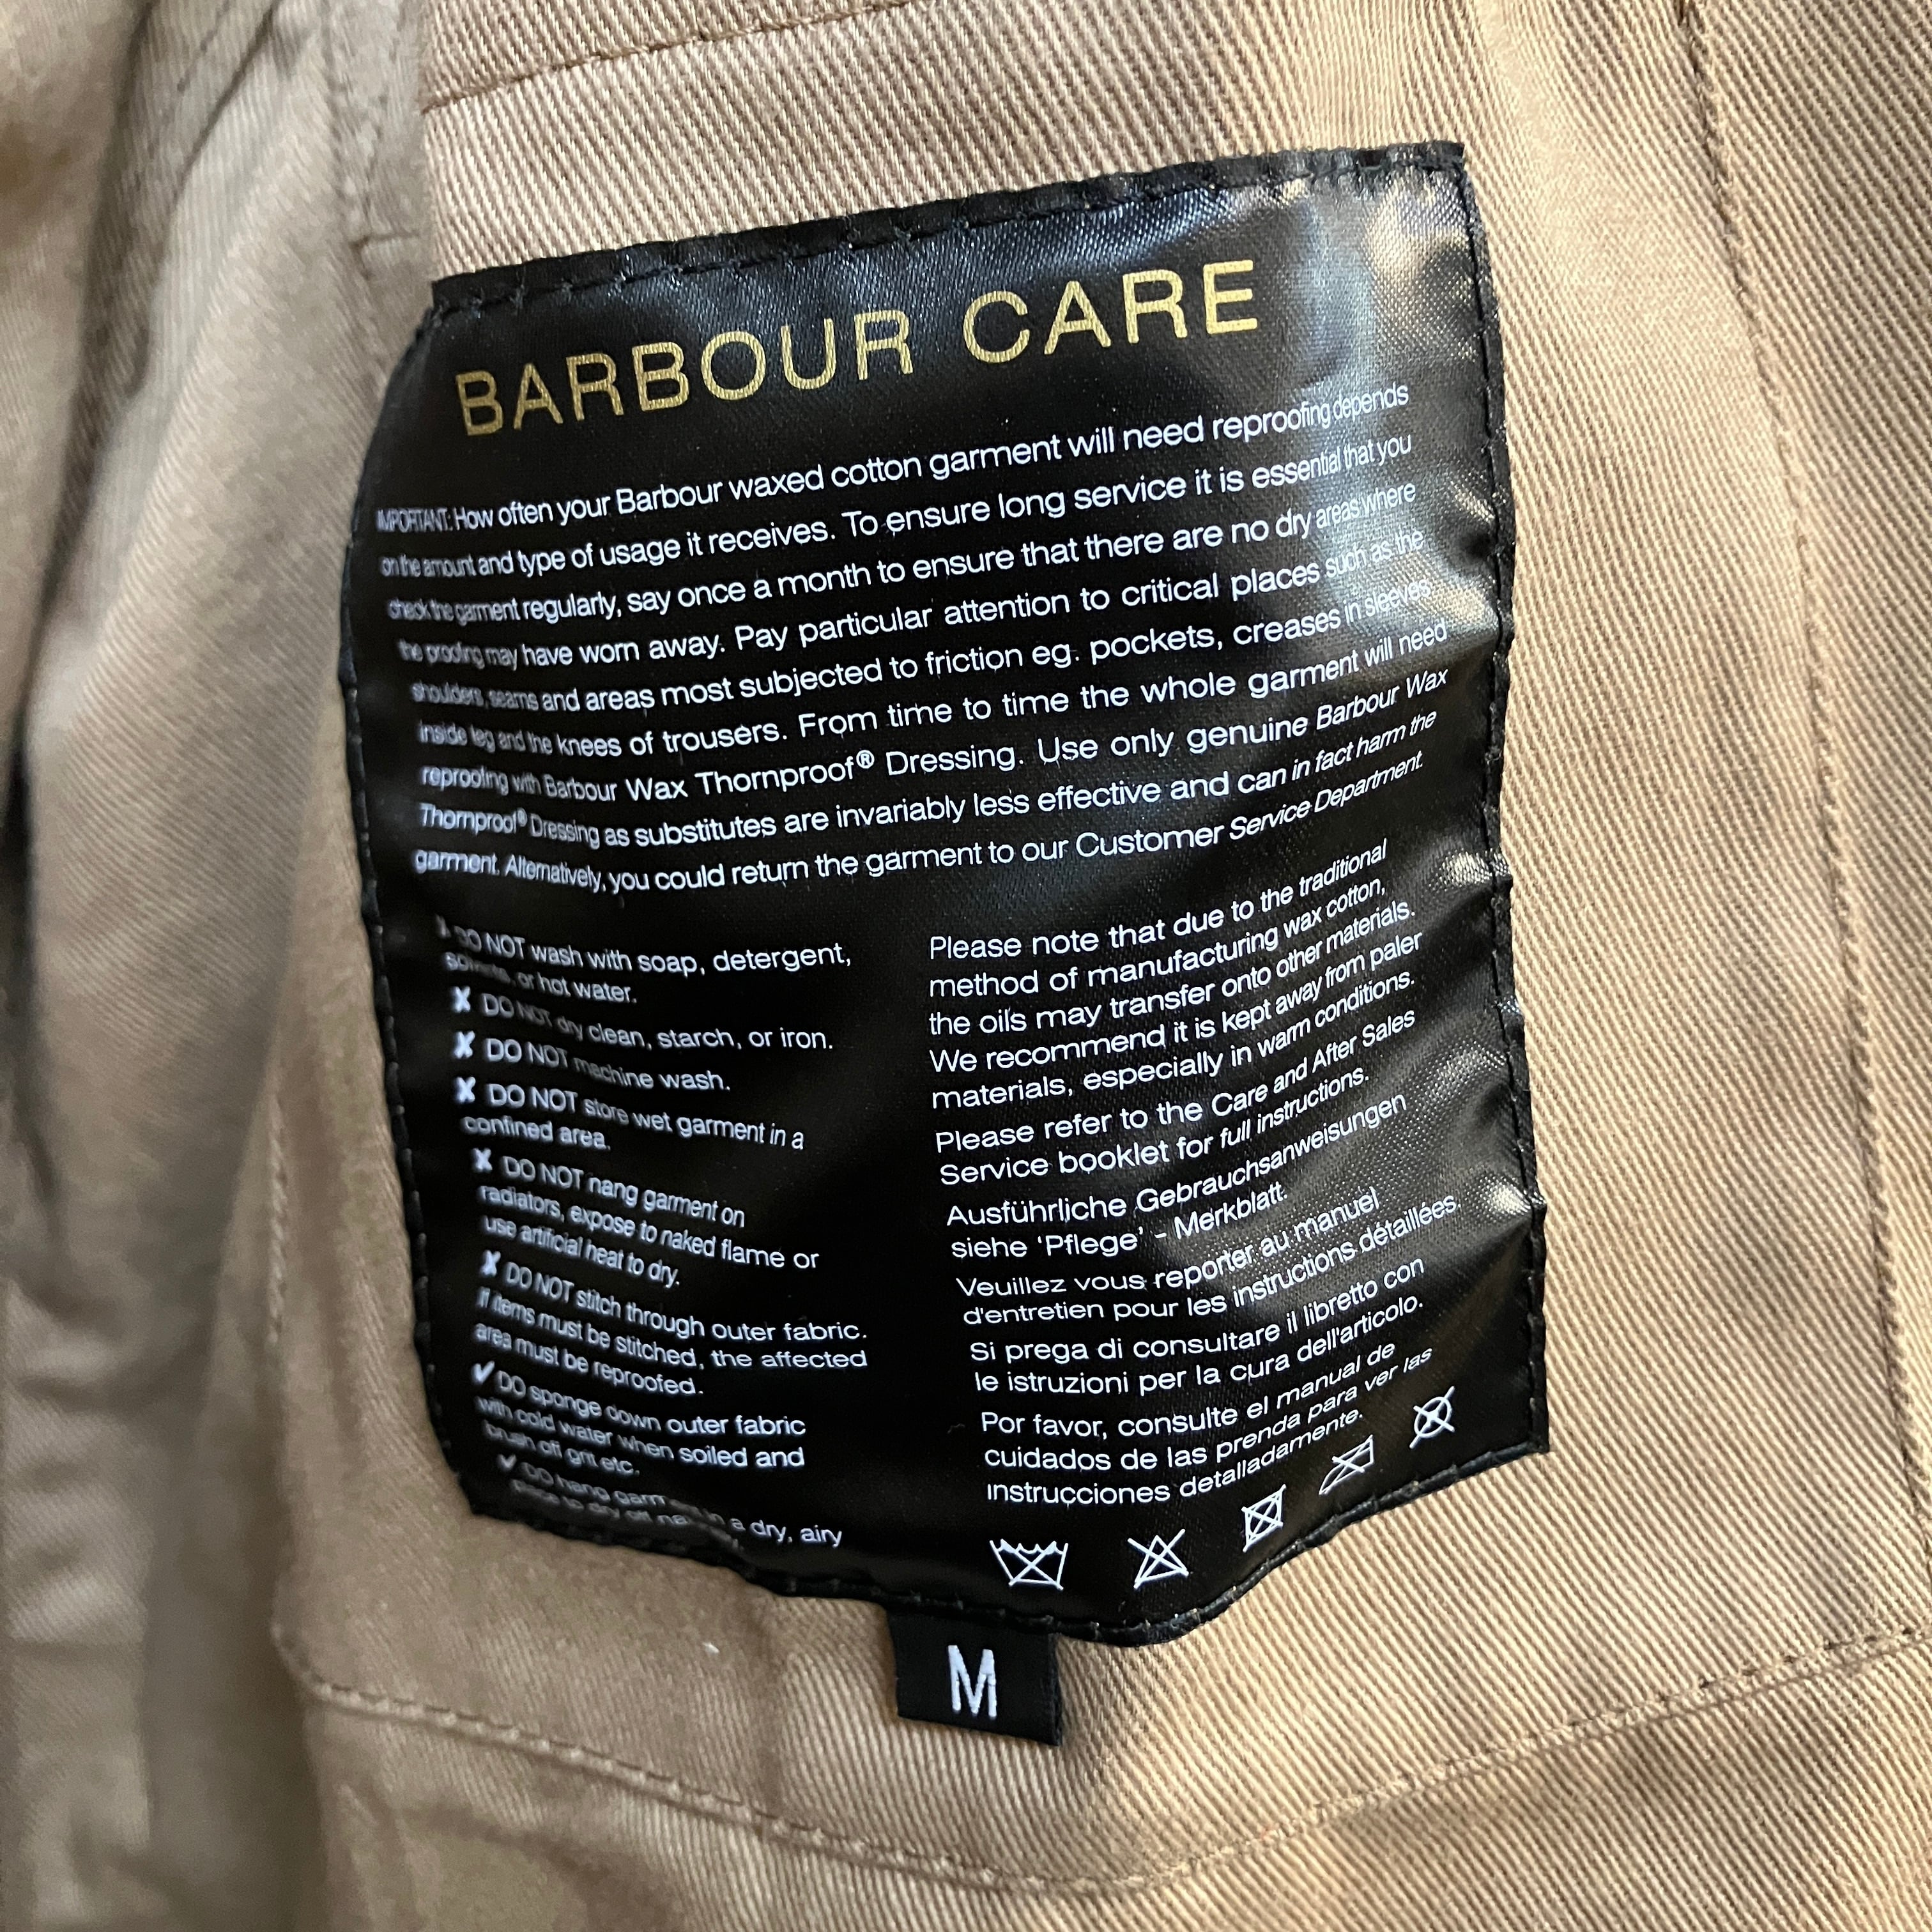 BARBOUR CARE
IMPORTANT: How often your Barbour waxed cotton garment will need reproofing depends
on the amount and type of usage it receives. To ensure long service it is essential that you
check the garment regularly, say once a month to ensure that there are no dry areas where
the proofing may have worn away. Pay particular attention to critical places such as the
shoulders, seams and areas most subjected to friction eg. pockets, creases in sleeves
inside leg and the knees of trousers. From time to time the whole garment will need
reproofing with Barbour Wax Thornproof® Dressing. Use only genuine Barbour Wax
Thornproof® Dressing as substitutes are invariably less effective and can in fact harm the
garment. Alternatively, you could return the garment to our Customer Service Department.
✘ DO NOT wash with soap, detergent,
solvents, or hot water.
✘ DO NOT dry clean, starch, or iron.
✘ DO NOT machine wash.
✘ DO NOT store wet garment in a
confined area.
✘ DO NOT hang garment on
radiators, expose to naked flame or
use artificial heat to dry.
✘ DO NOT stitch through outer fabric.
If items must be stitched, the affected
area must be reproofed.
✔ DO sponge down outer fabric
with cold water when soiled and
brush off grit etc.
✔ DO hang garment in a dry, airy
place to dry off
Please note that due to the traditional
method of manufacturing wax cotton,
the oils may transfer onto other materials.
We recommend it is kept away from paler
materials, especially in warm conditions.
Please refer to the Care and After Sales
Service booklet for full instructions.
Ausführliche Gebrauchsanweisungen
siehe 'Pflege' - Merkblatt.
Veuillez vous reporter au manuel
d'entretien pour les instructions détaillées.
Si prega di consultare il libretto con
le istruzioni per la cura dell'articolo.
Por favor, consulte el manual de
cuidados de las prenda para ver las
instrucciones detalladamente.
M